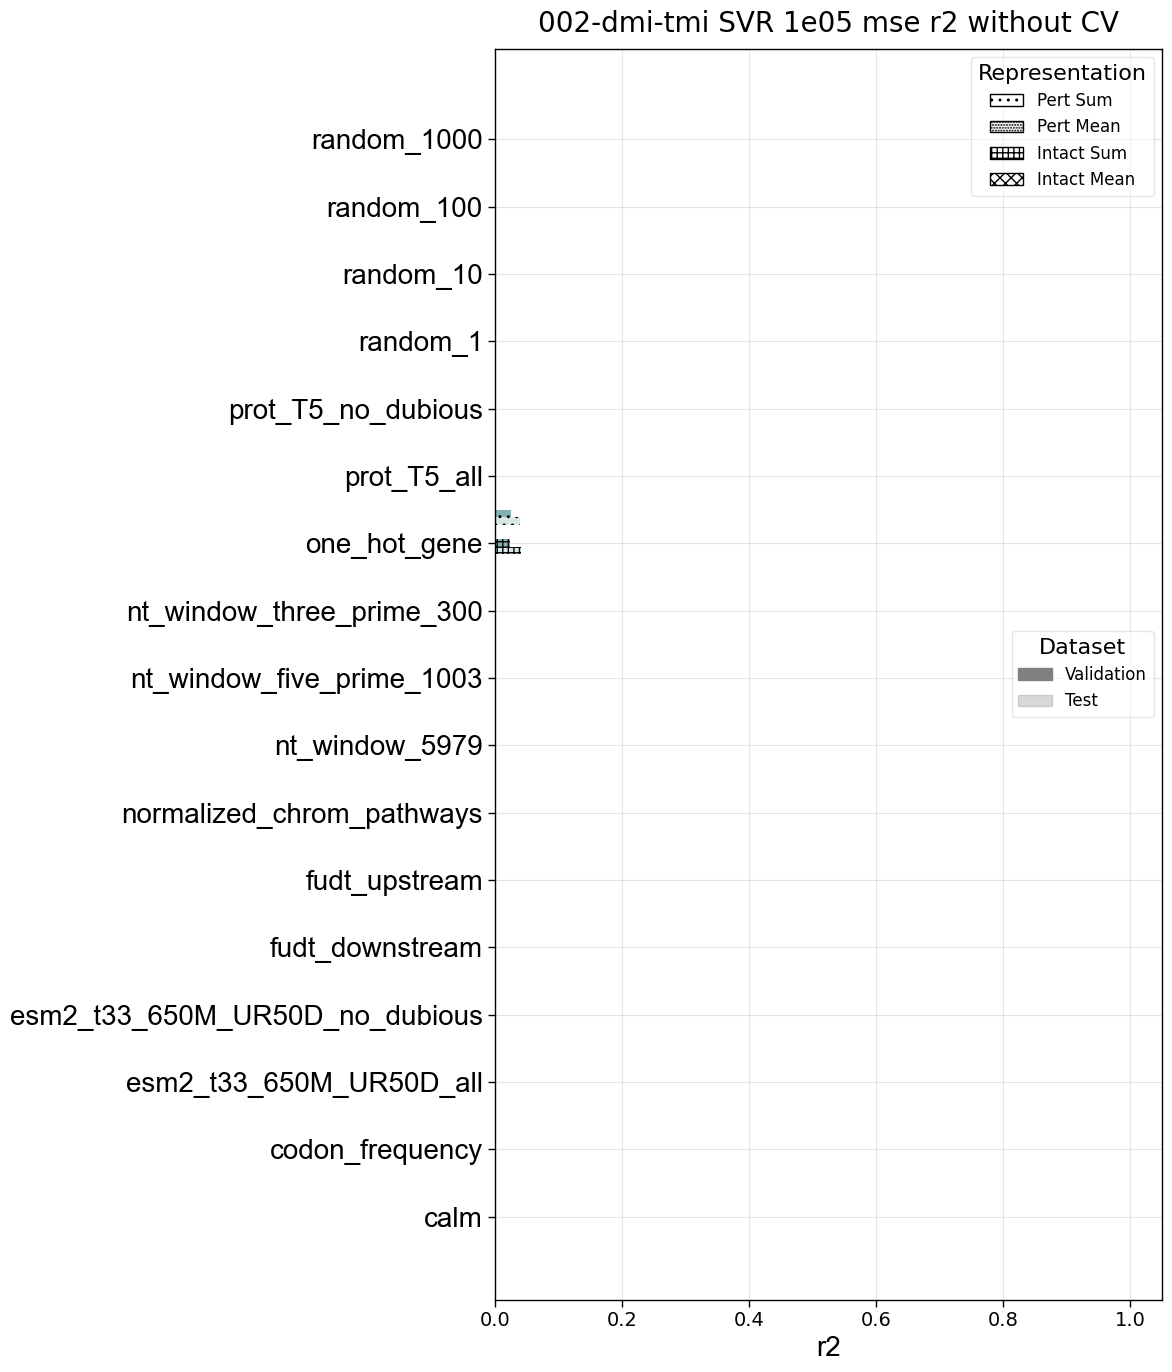 002-dmi-tmi SVR 1e05 mse r2 without CV
Representation
Pert Sum
Pert Mean
Intact Sum
Intact Mean
random_1000
random_100
random_10
random_1
prot_T5_no_dubious
prot_T5_all
one_hot_gene
nt_window_three_prime_300
nt_window_five_prime_1003
nt_window_5979
normalized_chrom_pathways
fudt_upstream
fudt_downstream
esm2_t33_650M_UR50D_no_dubious
esm2_t33_650M_UR50D_all
codon_frequency
calm
Dataset
Validation
Test
0.0 0.2 0.4 0.6 0.8 1.0
r2